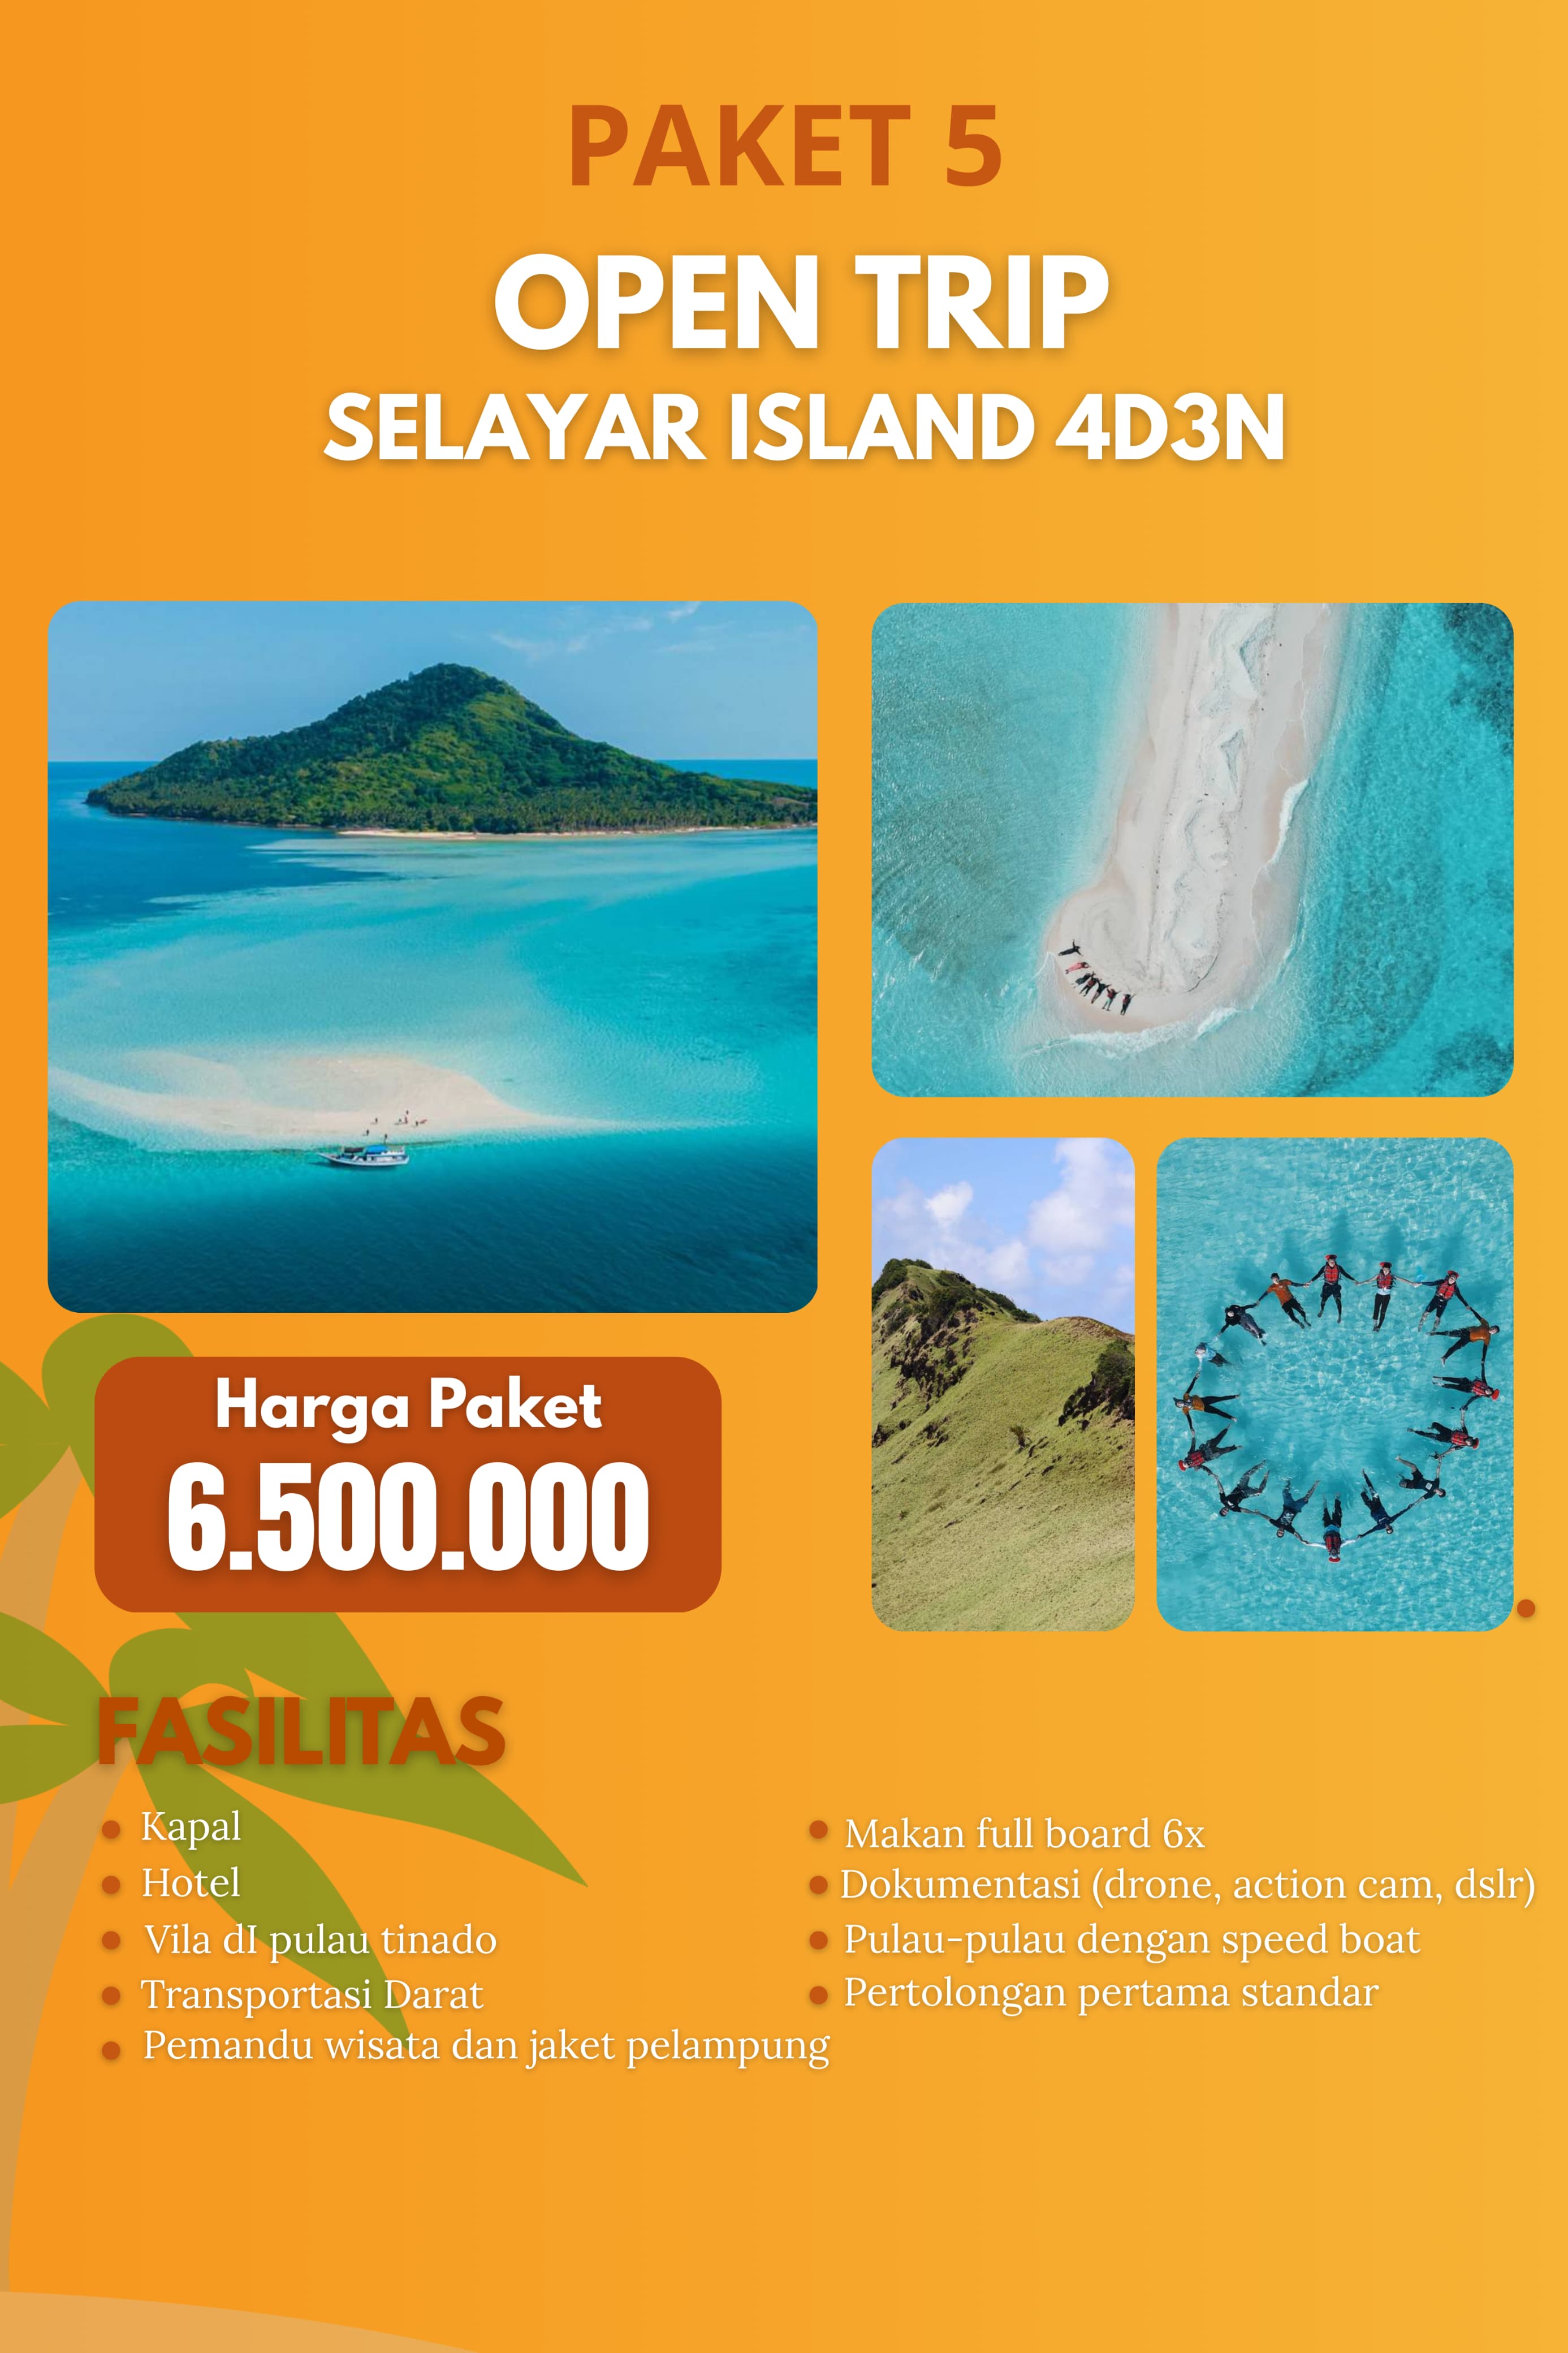 PAKET 5
OPEN TRIP
SELAYAR ISLAND 4D3N
Harga Paket
6.500.000
FASILITAS
Kapal
Hotel
Vila dI pulau tinado
Transportasi Darat
Pemandu wisata dan jaket pelampung
Makan full board 6x
Dokumentasi (drone, action cam, dslr)
Pulau-pulau dengan speed boat
Pertolongan pertama standar